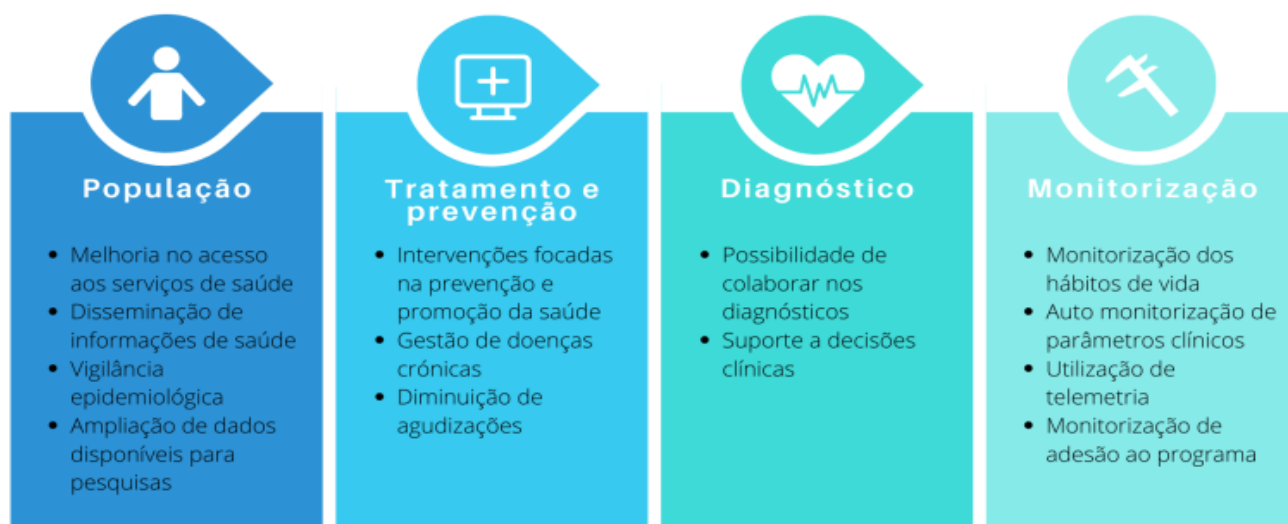 População
Melhoria no acesso
aos serviços de saúde
Disseminação de
informações de saúde
Vigilância
epidemiológica
Ampliação de dados
disponíveis para
pesquisas
Tratamento e
prevenção
Intervenções focadas
na prevenção e
promoção da saúde
Gestão de doenças
crónicas
Diminuição de
agudizações
Diagnóstico
Possibilidade de
colaborar nos
diagnósticos
Suporte a decisões
clínicas
Monitorização
Monitorização dos
hábitos de vida
Auto monitorização de
parâmetros clínicos
Utilização de
telemetria
Monitorização de
adesão ao programa